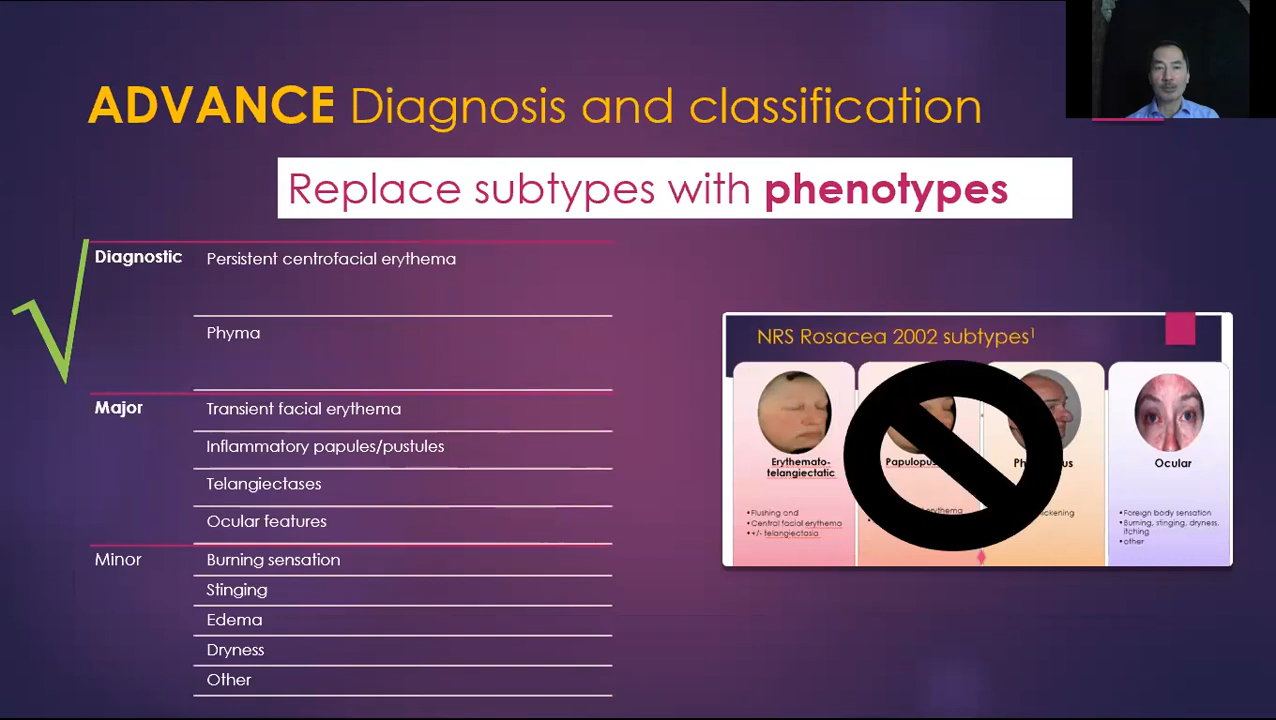 ADVANCE Diagnosis and classification
Replace subtypes with phenotypes
Diagnostic
Persistent centrofacial erythema
Phyma
Major
Transient facial erythema
Inflammatory papules/pustules
Telangiectases
Ocular features
Minor
Burning sensation
Stinging
Edema
Dryness
Other
NRS Rosacea 2002 subtypes¹
Erythemato-
telangiectatic
•Flushing and
•Central facial erythema
•+/- telangiectasia
Ocular
•Foreign body sensation
•Burning, stinging, dryness,
itching
•other